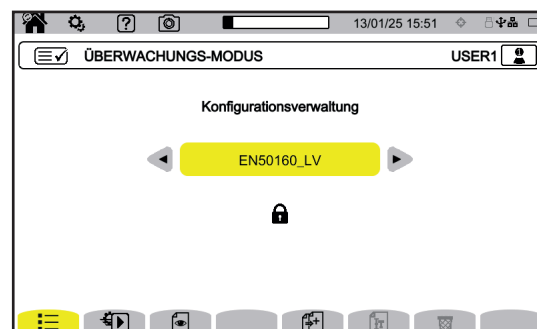 13/01/25 15:51
ÜBERWACHUNGS-MODUS USER1
Konfigurationsverwaltung
EN50160_LV